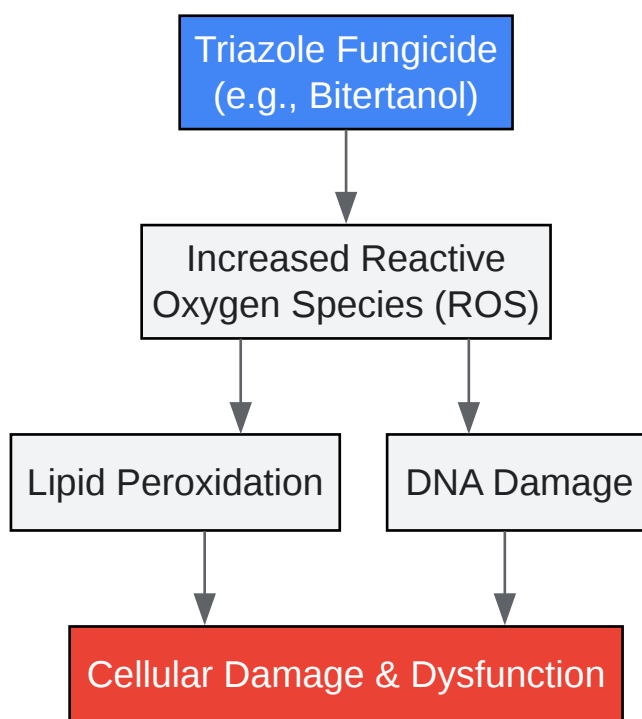 Triazole Fungicide
(e.g., Bitertanol)
Increased Reactive
Oxygen Species (ROS)
Lipid Peroxidation
DNA Damage
Cellular Damage & Dysfunction